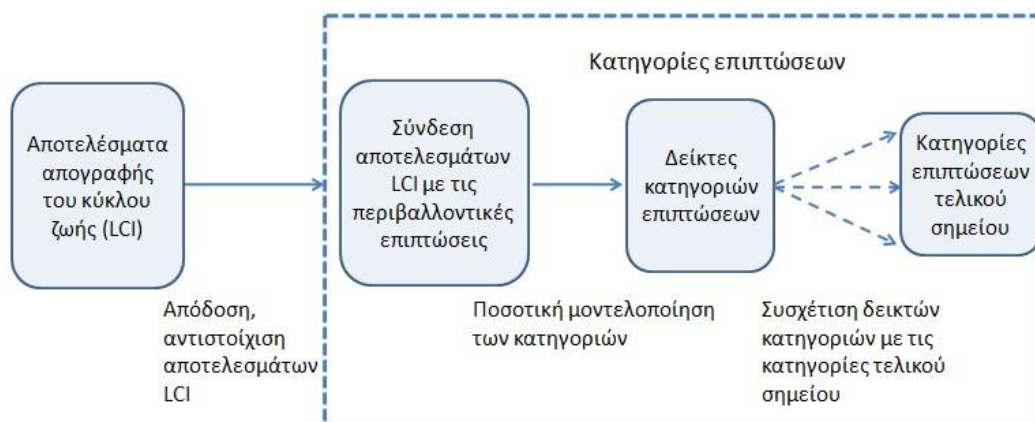 Κατηγορίες επιπτώσεων
Αποτελέσματα
απογραφής
του κύκλου
ζωής (LCI)
Σύνδεση
αποτελεσμάτων
LCI με τις
περιβαλλοντικές
επιπτώσεις
Δείκτες
κατηγοριών
επιπτώσεων
Κατηγορίες
επιπτώσεων
τελικού
σημείου
Απόδοση,
αντιστοίχιση
αποτελεσμάτων
LCI
Ποσοτική μοντελοποίηση
των κατηγοριών
Συσχέτιση δεικτών
κατηγοριών με τις
κατηγορίες τελικού
σημείου